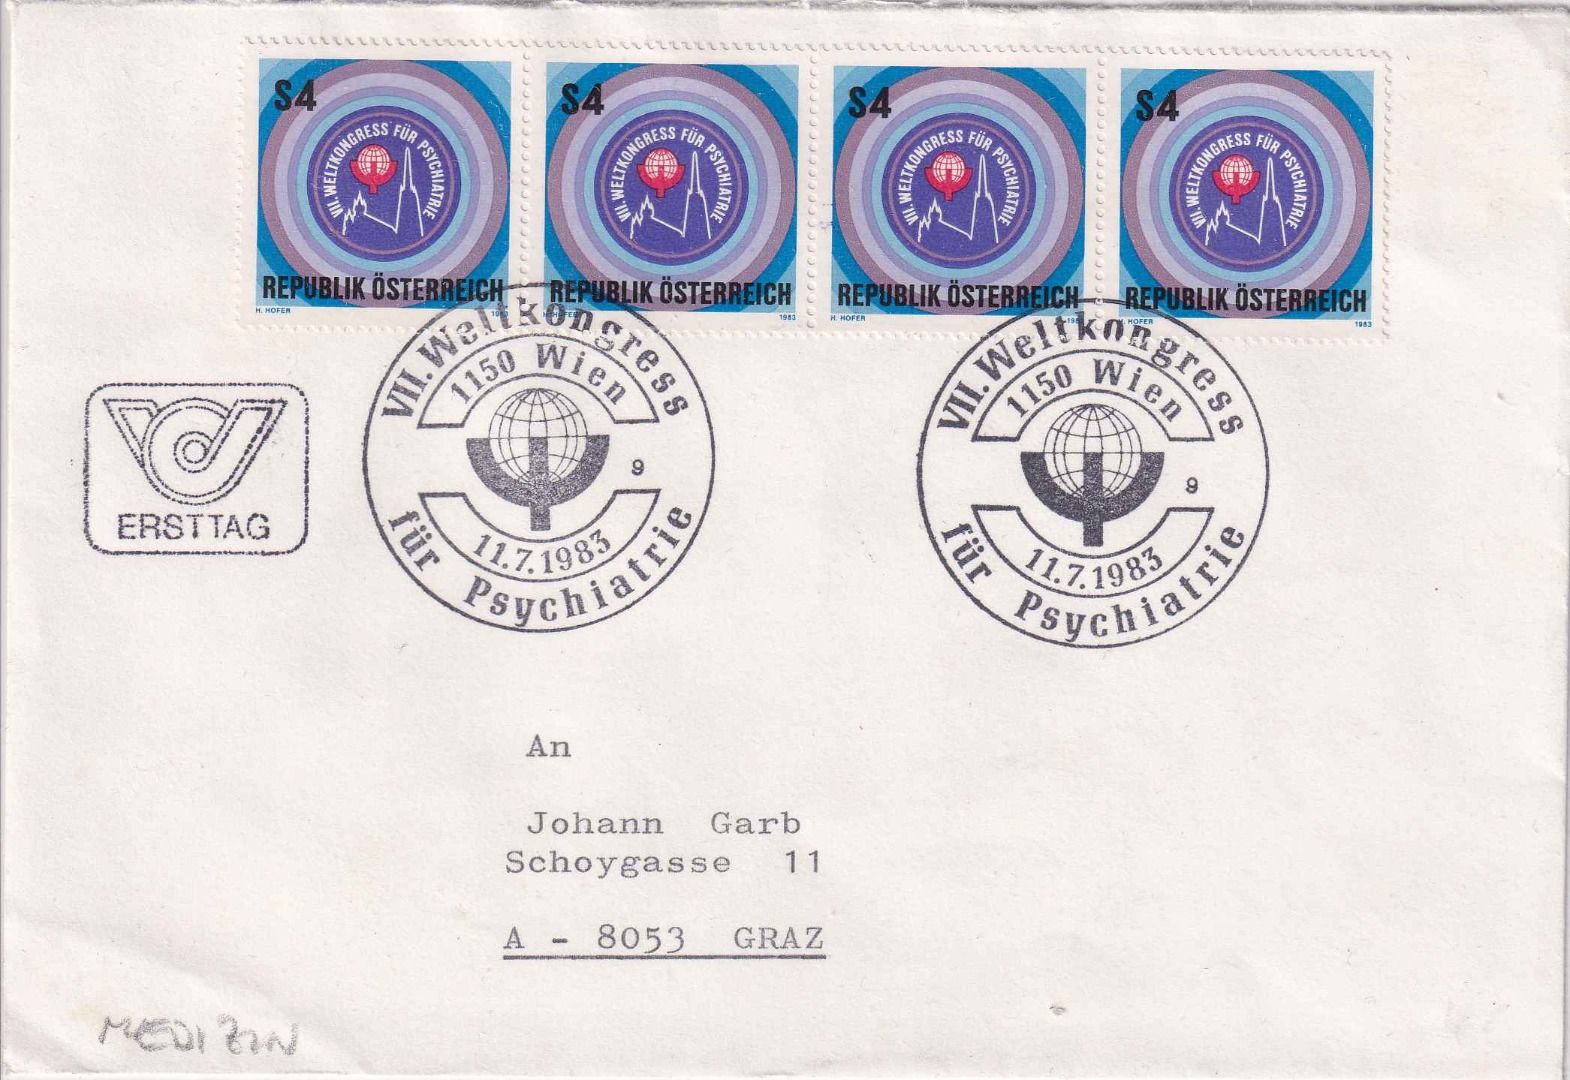 S4
VII. WELTKONGRESS FÜR PSYCHIATRIE
REPUBLIK ÖSTERREICH
H. HOFER 1983
S4
VII. WELTKONGRESS FÜR PSYCHIATRIE
REPUBLIK ÖSTERREICH
H. HOFER 1983
S4
VII. WELTKONGRESS FÜR PSYCHIATRIE
REPUBLIK ÖSTERREICH
H. HOFER 1983
S4
VII. WELTKONGRESS FÜR PSYCHIATRIE
REPUBLIK ÖSTERREICH
H. HOFER 1983
ERSTTAG
VII. Weltkongress
1150 Wien
9
11.7.1983
für Psychiatrie
VII. Weltkongress
1150 Wien
9
11.7.1983
für Psychiatrie
An
Johann Garb
Schoygasse 11
A - 8053 GRAZ
MEDIZIN